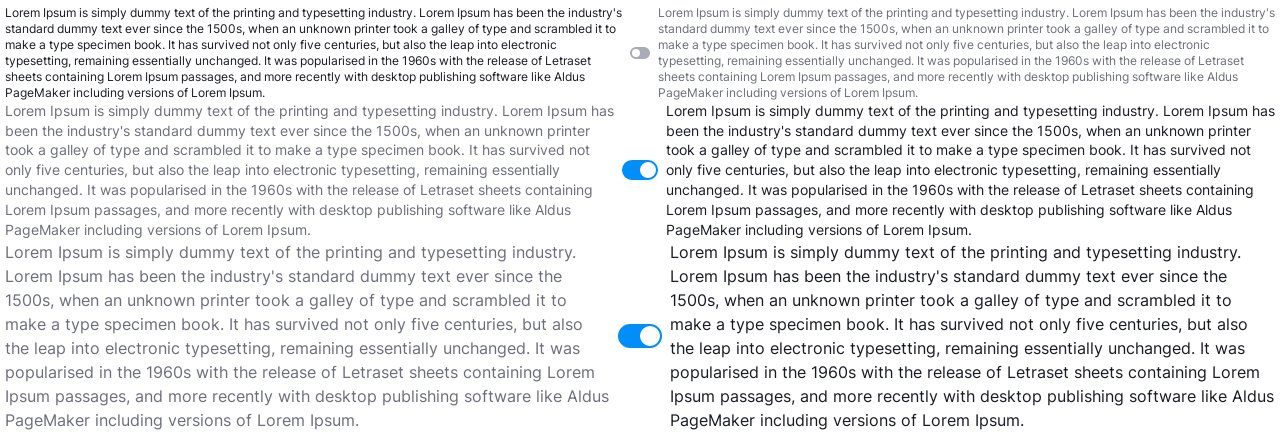 Lorem Ipsum is simply dummy text of the printing and typesetting industry. Lorem Ipsum has been the industry's
standard dummy text ever since the 1500s, when an unknown printer took a galley of type and scrambled it to
make a type specimen book. It has survived not only five centuries, but also the leap into electronic
typesetting, remaining essentially unchanged. It was popularised in the 1960s with the release of Letraset
sheets containing Lorem Ipsum passages, and more recently with desktop publishing software like Aldus
PageMaker including versions of Lorem Ipsum.
Lorem Ipsum is simply dummy text of the printing and typesetting industry. Lorem Ipsum has been the industry's
standard dummy text ever since the 1500s, when an unknown printer took a galley of type and scrambled it to
make a type specimen book. It has survived not only five centuries, but also the leap into electronic
typesetting, remaining essentially unchanged. It was popularised in the 1960s with the release of Letraset
sheets containing Lorem Ipsum passages, and more recently with desktop publishing software like Aldus
PageMaker including versions of Lorem Ipsum.
Lorem Ipsum is simply dummy text of the printing and typesetting industry. Lorem Ipsum has
been the industry's standard dummy text ever since the 1500s, when an unknown printer
took a galley of type and scrambled it to make a type specimen book. It has survived not
only five centuries, but also the leap into electronic typesetting, remaining essentially
unchanged. It was popularised in the 1960s with the release of Letraset sheets containing
Lorem Ipsum passages, and more recently with desktop publishing software like Aldus
PageMaker including versions of Lorem Ipsum.
Lorem Ipsum is simply dummy text of the printing and typesetting industry. Lorem Ipsum has
been the industry's standard dummy text ever since the 1500s, when an unknown printer
took a galley of type and scrambled it to make a type specimen book. It has survived not
only five centuries, but also the leap into electronic typesetting, remaining essentially
unchanged. It was popularised in the 1960s with the release of Letraset sheets containing
Lorem Ipsum passages, and more recently with desktop publishing software like Aldus
PageMaker including versions of Lorem Ipsum.
Lorem Ipsum is simply dummy text of the printing and typesetting industry.
Lorem Ipsum has been the industry's standard dummy text ever since the
1500s, when an unknown printer took a galley of type and scrambled it to
make a type specimen book. It has survived not only five centuries, but also
the leap into electronic typesetting, remaining essentially unchanged. It was
popularised in the 1960s with the release of Letraset sheets containing Lorem
Ipsum passages, and more recently with desktop publishing software like Aldus
PageMaker including versions of Lorem Ipsum.
Lorem Ipsum is simply dummy text of the printing and typesetting industry.
Lorem Ipsum has been the industry's standard dummy text ever since the
1500s, when an unknown printer took a galley of type and scrambled it to
make a type specimen book. It has survived not only five centuries, but also
the leap into electronic typesetting, remaining essentially unchanged. It was
popularised in the 1960s with the release of Letraset sheets containing Lorem
Ipsum passages, and more recently with desktop publishing software like Aldus
PageMaker including versions of Lorem Ipsum.